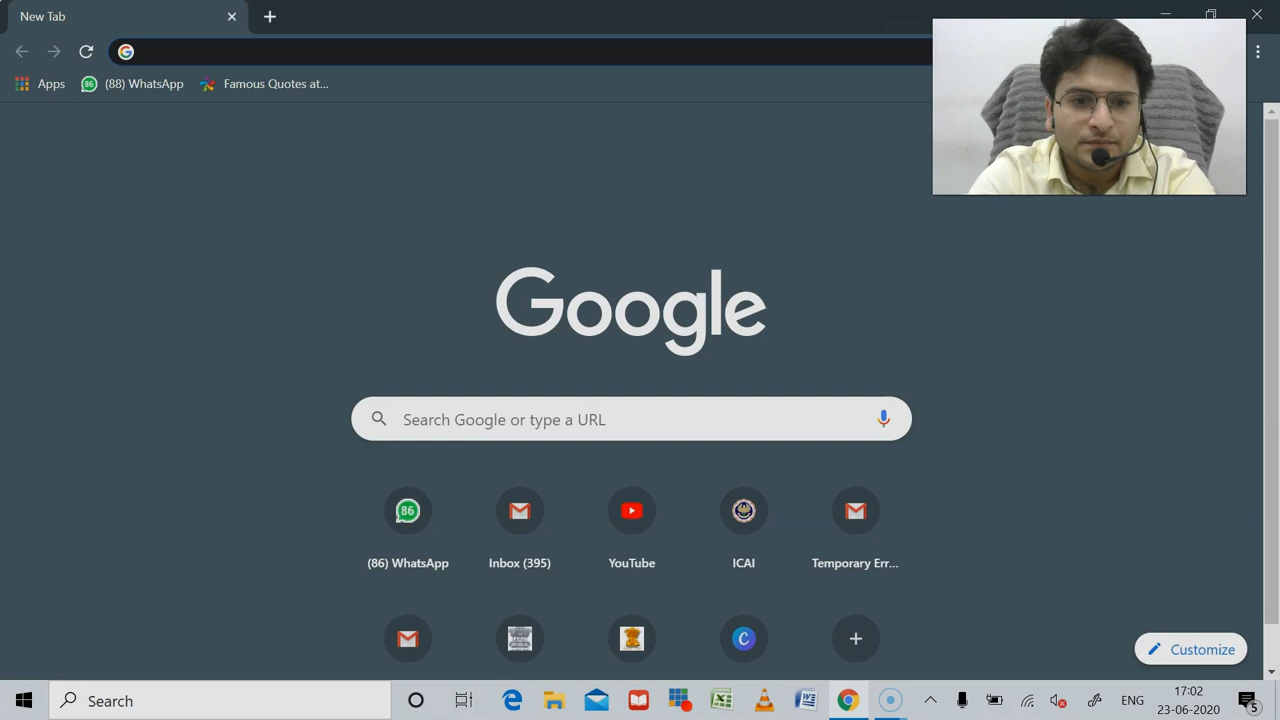 New Tab
Apps
86
(88) WhatsApp
Famous Quotes at...
Google
Search Google or type a URL
86
(86) WhatsApp
Inbox (395)
YouTube
ICAI
Temporary Err...
Customize
Search
ENG
17:02
23-06-2020
5